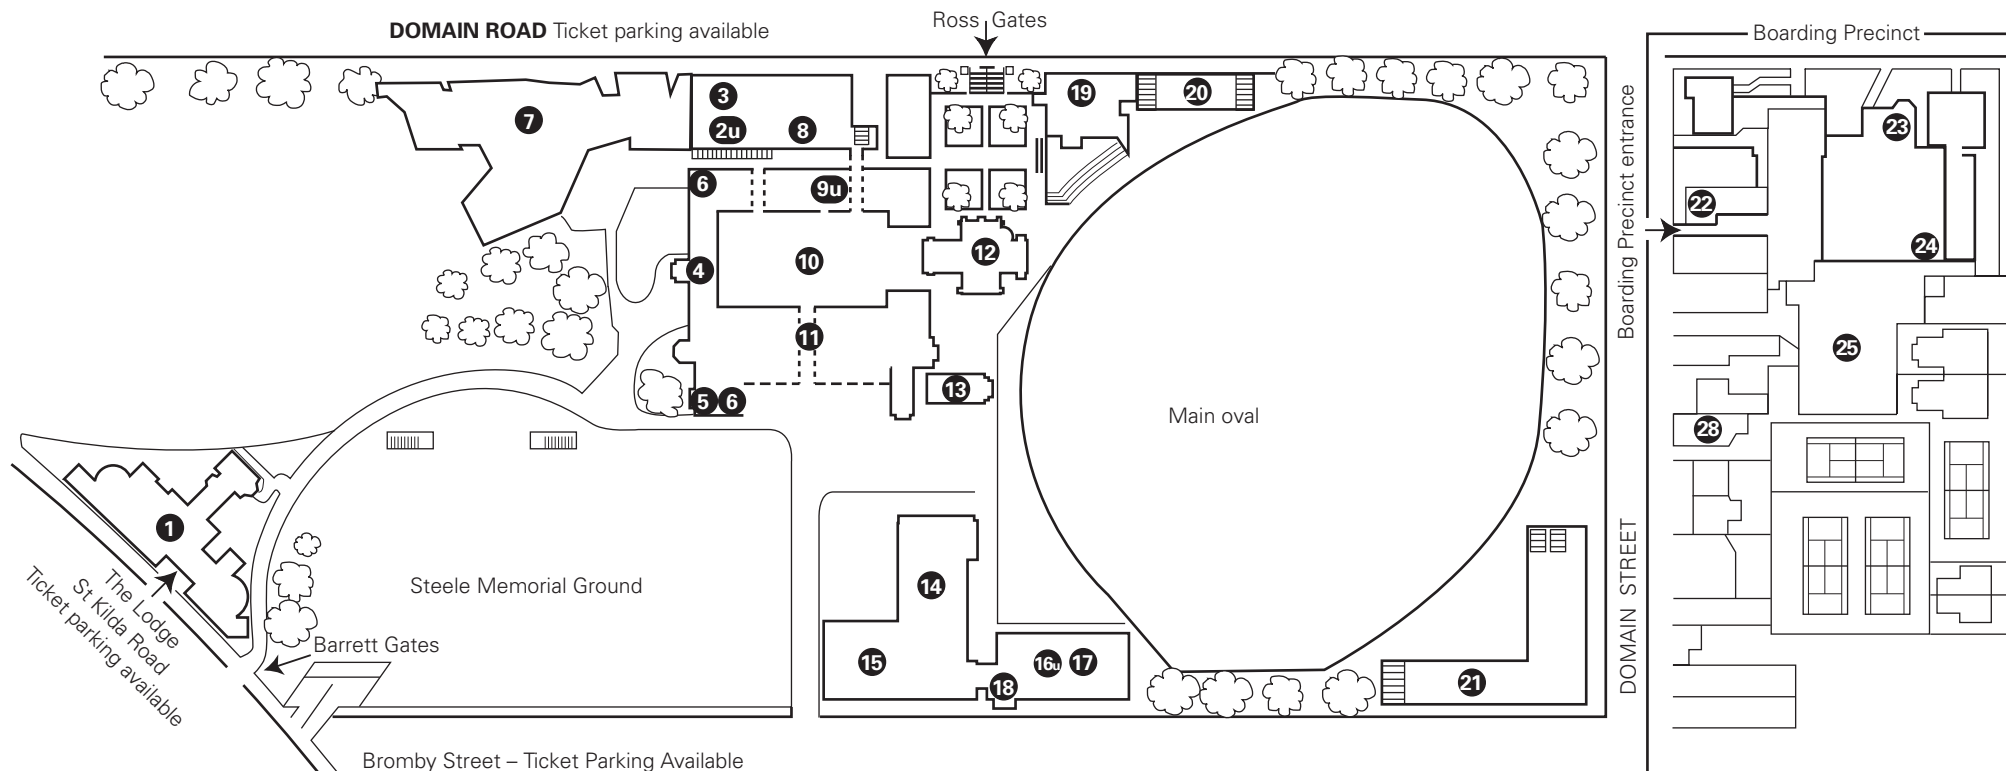 DOMAIN ROAD Ticket parking available
Ross Gates
Boarding Precinct
3
7
2u
8
19
20
23
6
9u
22
12
24
4
10
11
25
5
6
13
Main oval
28
1
Steele Memorial Ground
14
The Lodge
St Kilda Road
Ticket parking available
Barrett Gates
15
16u
17
18
21
Boarding Precinct entrance
DOMAIN STREET
Bromby Street – Ticket Parking Available